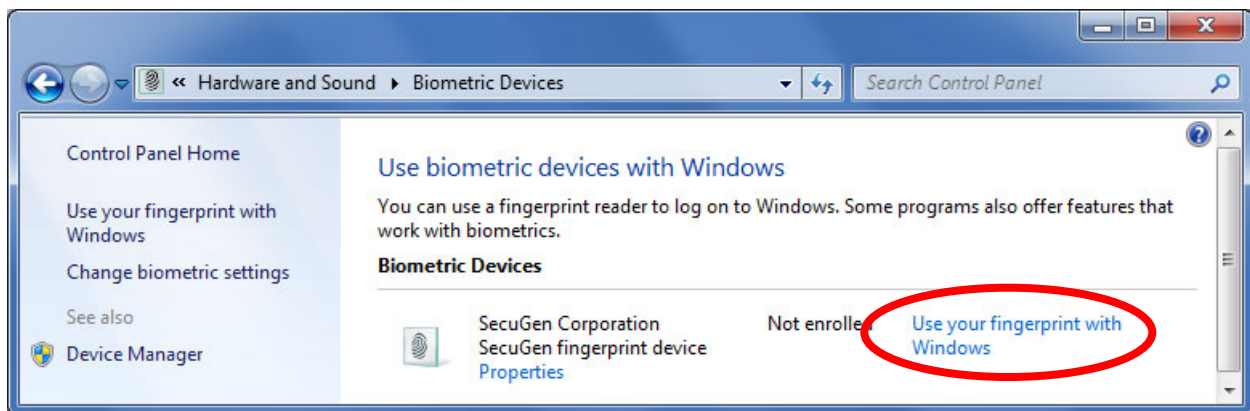 « Hardware and Sound ▸ Biometric Devices
Search Control Panel
Control Panel Home
Use your fingerprint with
Windows
Change biometric settings
See also
Device Manager
Use biometric devices with Windows
You can use a fingerprint reader to log on to Windows. Some programs also offer features that
work with biometrics.
Biometric Devices
SecuGen Corporation
SecuGen fingerprint device
Properties
Not enrolled
Use your fingerprint with
Windows